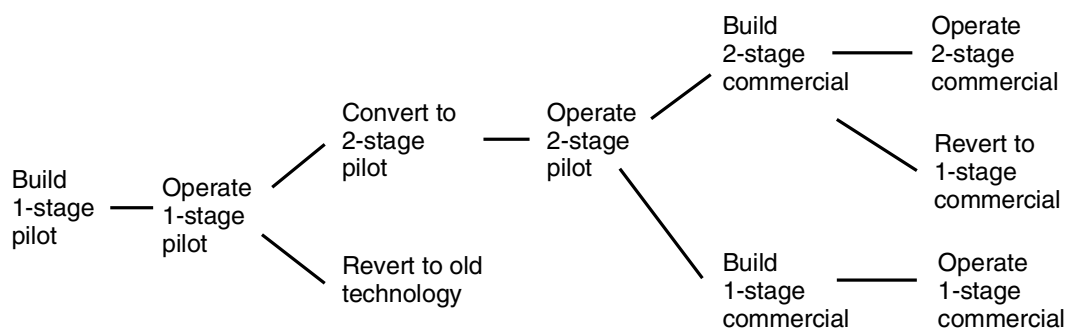 Build
1-stage
pilot
Operate
1-stage
pilot
Convert to
2-stage
pilot
Revert to old
technology
Operate
2-stage
pilot
Build
2-stage
commercial
Operate
2-stage
commercial
Revert to
1-stage
commercial
Build
1-stage
commercial
Operate
1-stage
commercial